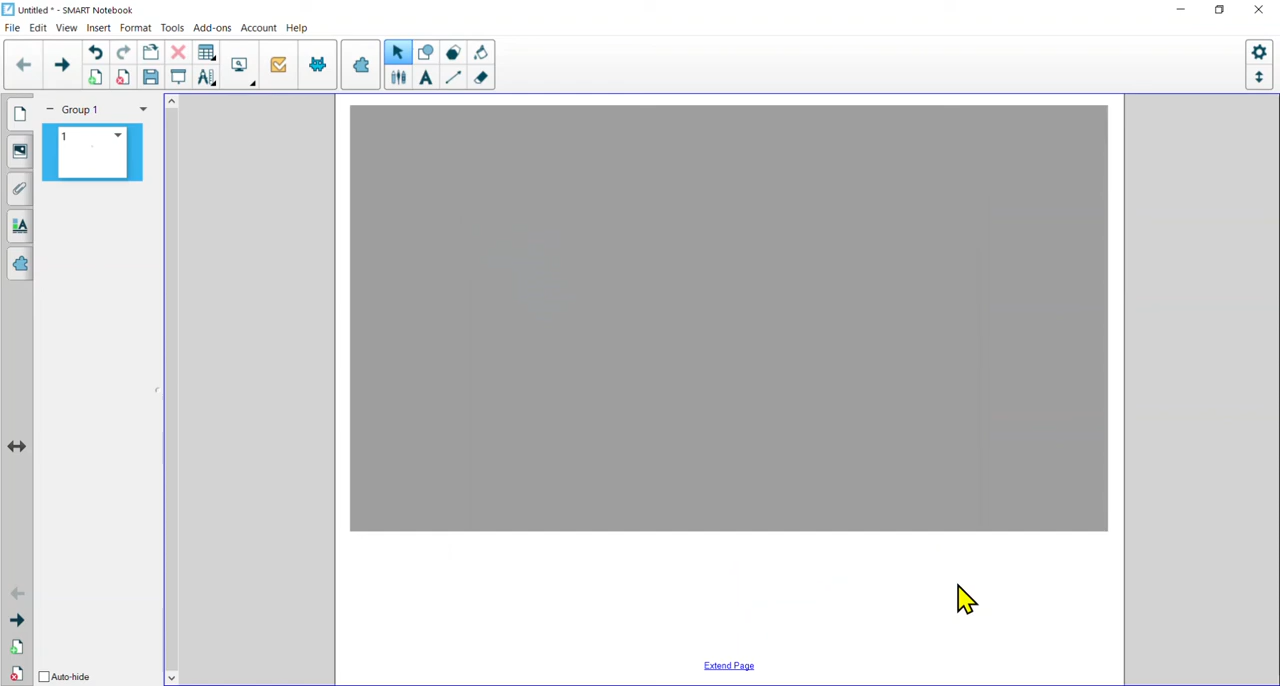 Untitled * - SMART Notebook
File Edit View Insert Format Tools Add-ons Account Help
Group 1
1
Extend Page
Auto-hide